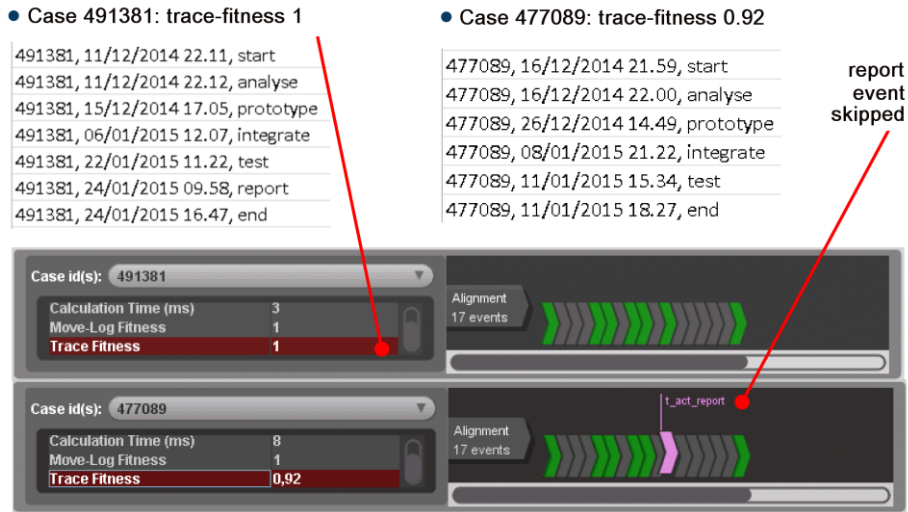 Case 491381: trace-fitness 1
491381, 11/12/2014 22.11, start
491381, 11/12/2014 22.12, analyse
491381, 15/12/2014 17.05, prototype
491381, 06/01/2015 12.07, integrate
491381, 22/01/2015 11.22, test
491381, 24/01/2015 09.58, report
491381, 24/01/2015 16.47, end
Case 477089: trace-fitness 0.92
477089, 16/12/2014 21.59, start
477089, 16/12/2014 22.00, analyse
477089, 26/12/2014 14.49, prototype
477089, 08/01/2015 21.22, integrate
477089, 11/01/2015 15.34, test
477089, 11/01/2015 18.27, end
report
event
skipped
Case id(s): 491381
Calculation Time (ms) 3
Move-Log Fitness 1
Trace Fitness 1
Alignment
17 events
Case id(s): 477089
Calculation Time (ms) 8
Move-Log Fitness 1
Trace Fitness 0,92
Alignment
17 events
t_act_report